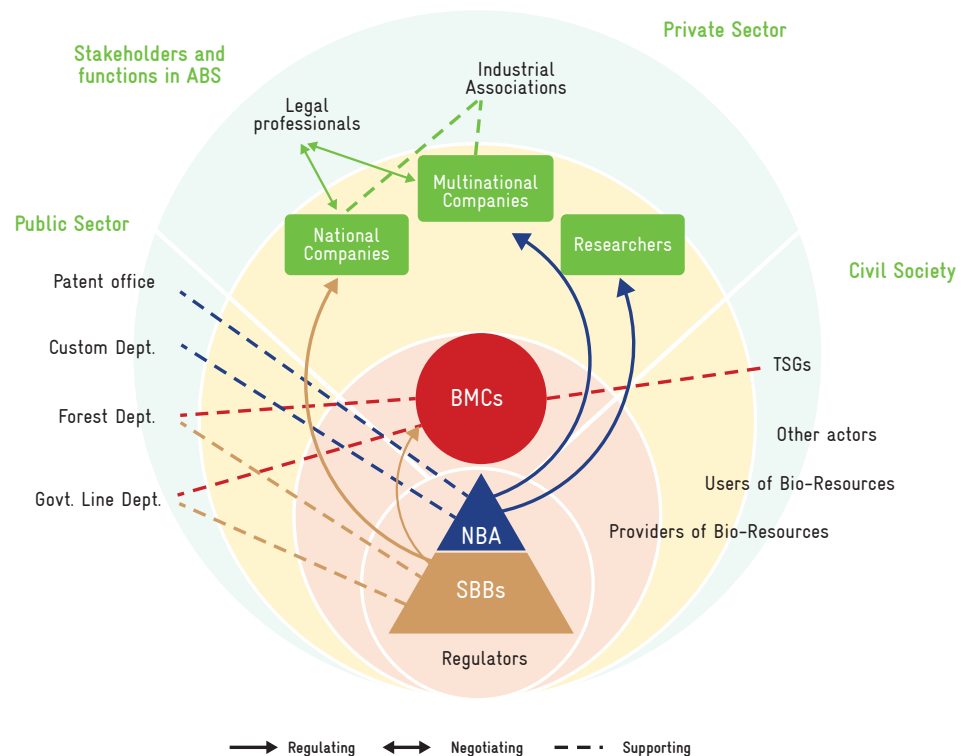 Private Sector
Stakeholders and
functions in ABS
Industrial
Associations
Legal
professionals
Multinational
Companies
Public Sector
National
Companies
Researchers
Civil Society
Patent office
Custom Dept.
TSGs
BMCs
Forest Dept.
Other actors
Users of Bio-Resources
Govt. Line Dept.
Providers of Bio-Resources
NBA
SBBs
Regulators
Regulating
Negotiating
Supporting